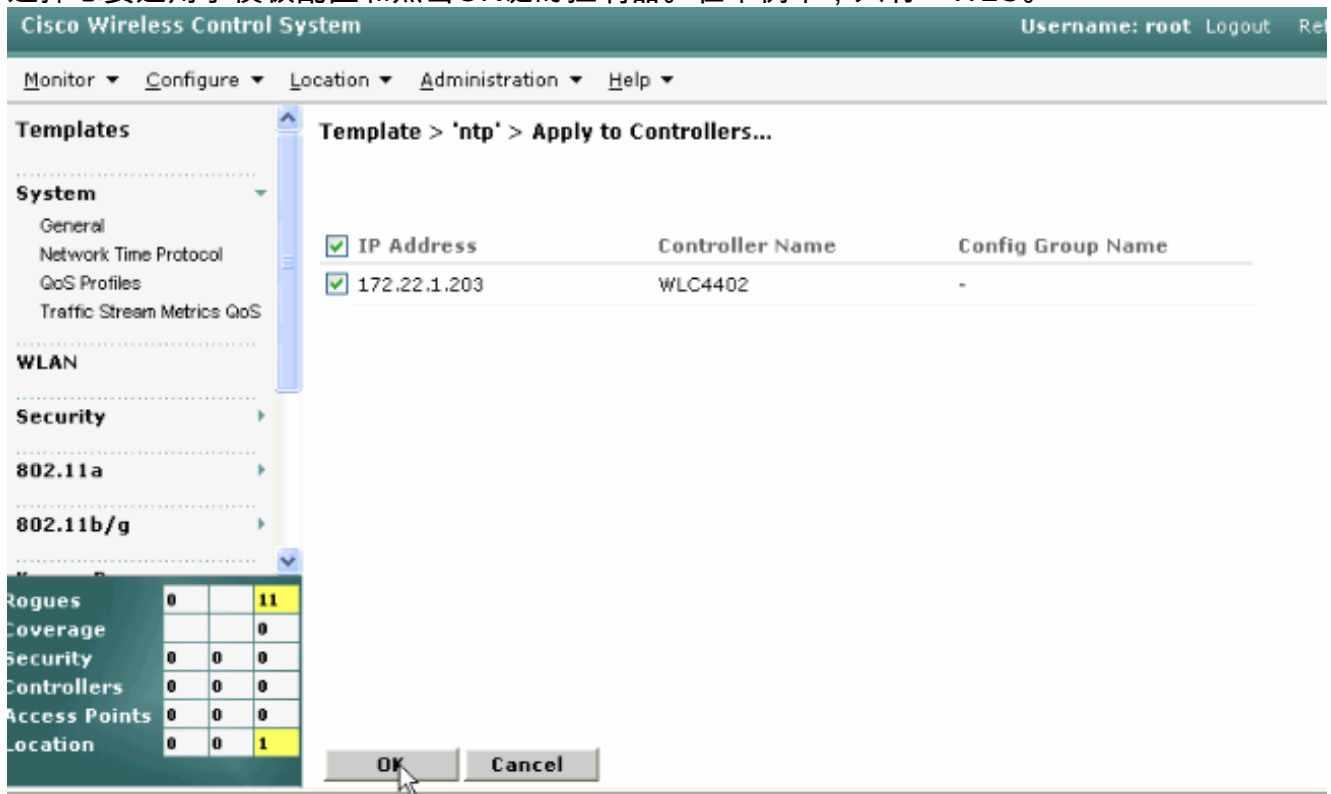 Cisco Wireless Control System
Username: root Logout
Monitor Configure Location Administration Help
Templates
System
General
Network Time Protocol
QoS Profiles
Traffic Stream Metrics QoS
WLAN
Security
802.11a
802.11b/g
Rogues 0 11
Coverage 0
Security 0 0 0
Controllers 0 0 0
Access Points 0 0 0
Location 0 0 1
Template > 'ntp' > Apply to Controllers...
IP Address Controller Name Config Group Name
172.22.1.203 WLC4402 -
OK Cancel